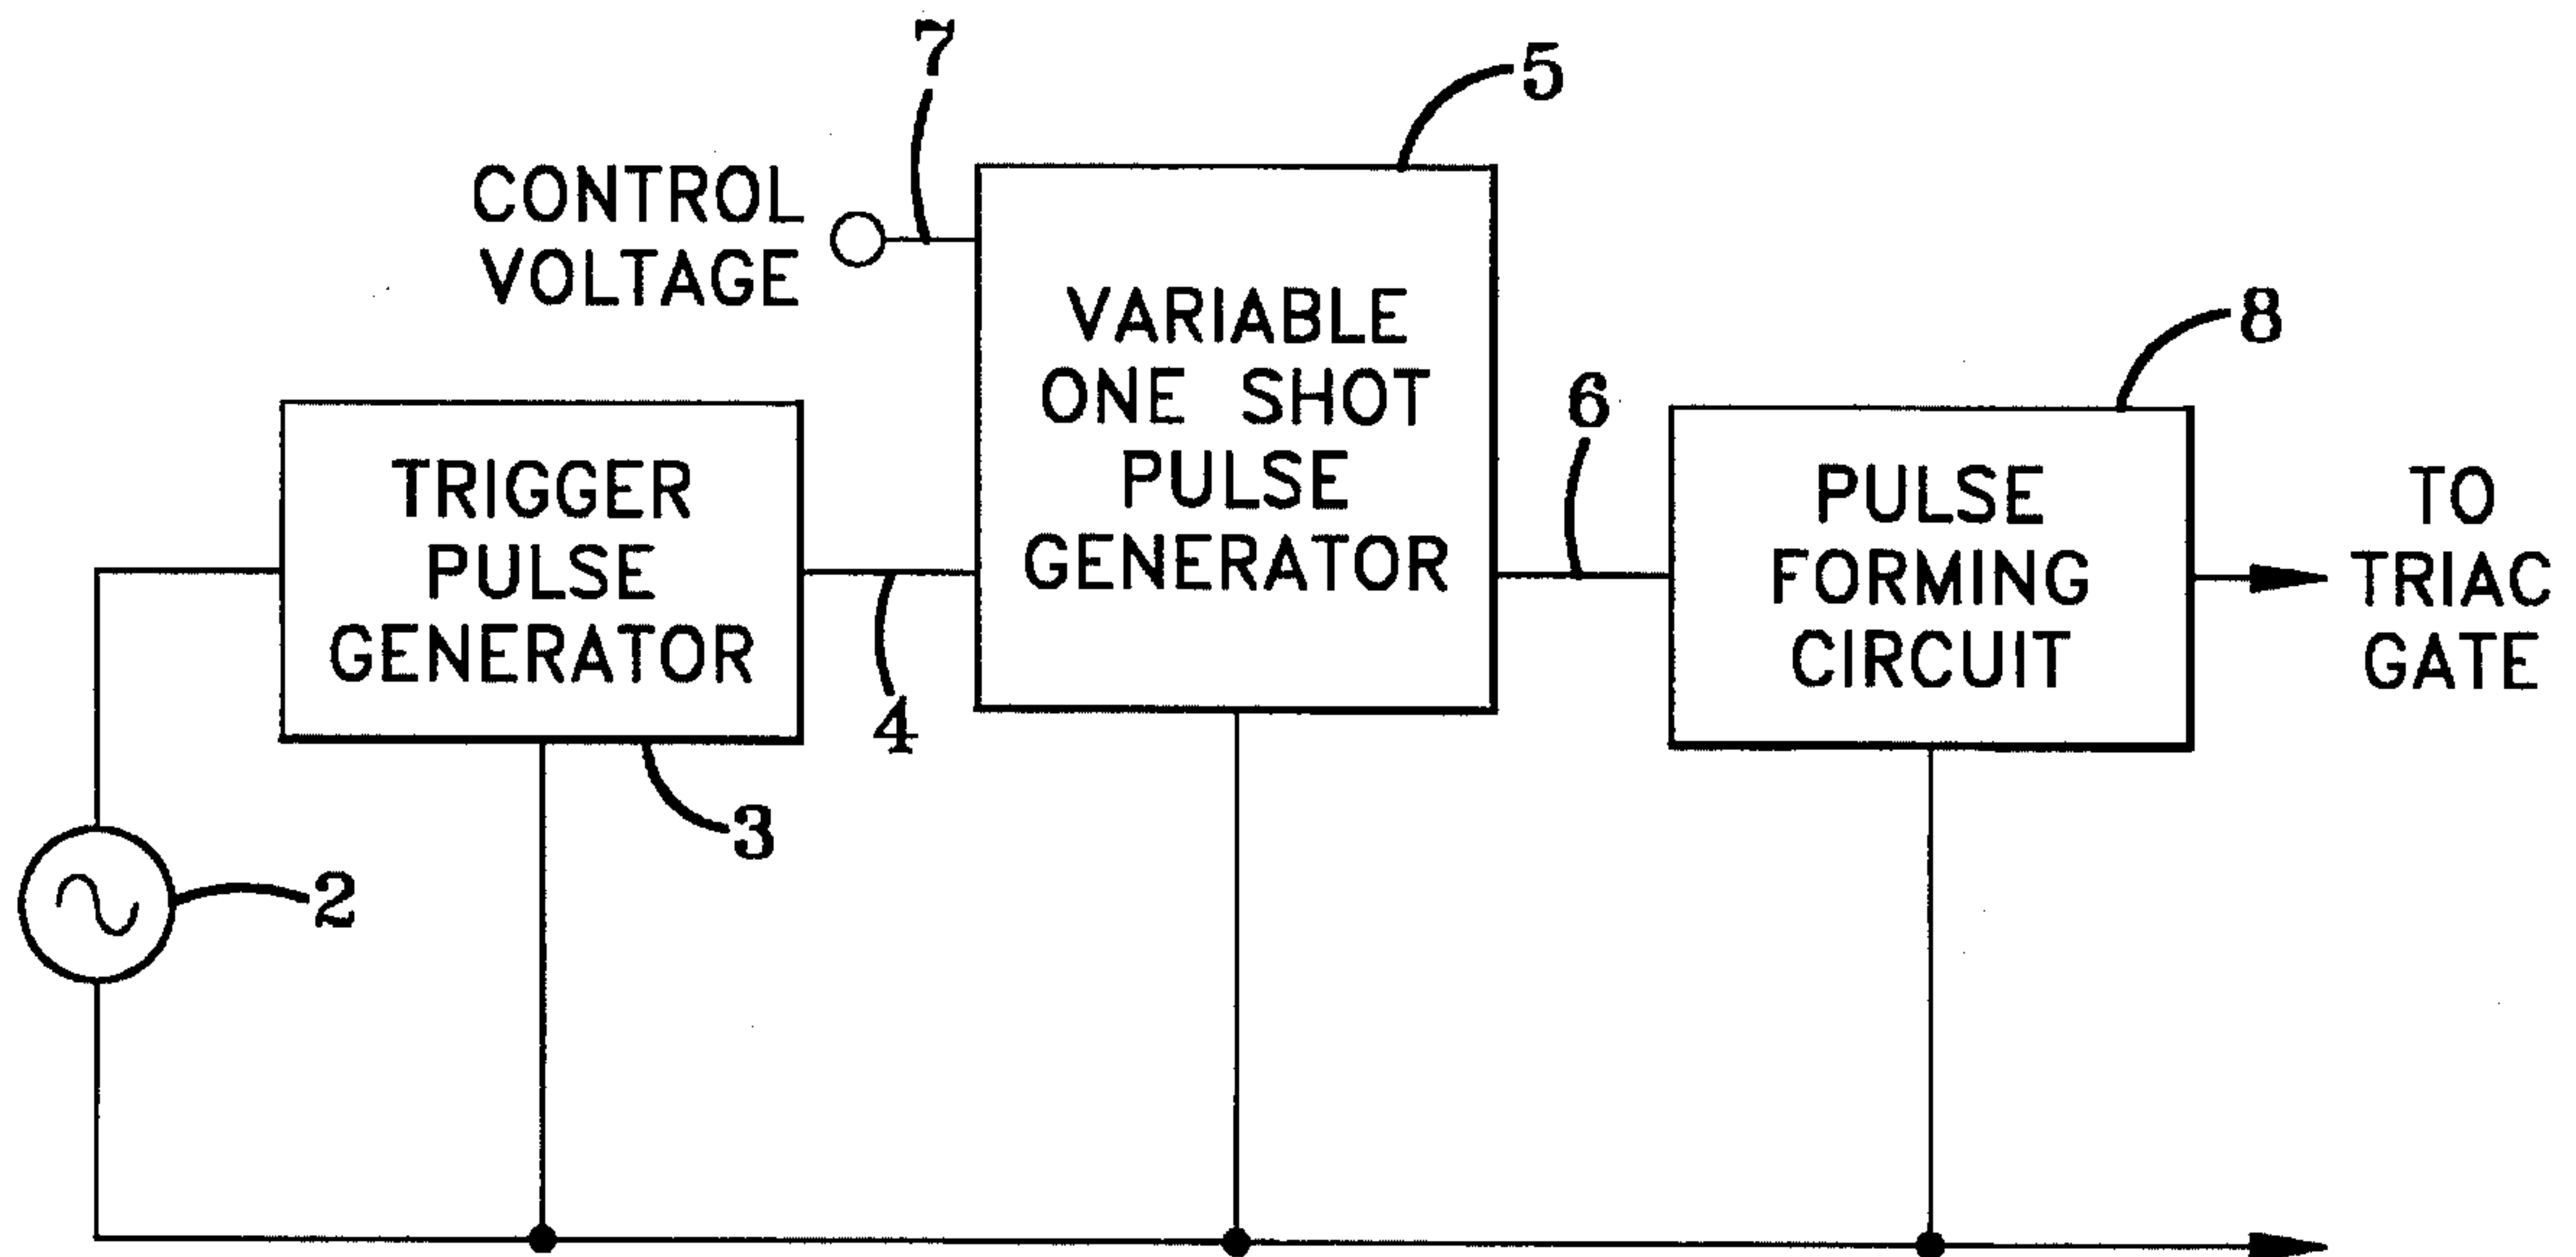 7
5
CONTROL
VOLTAGE
8
VARIABLE
ONE SHOT
PULSE
GENERATOR
6
TRIGGER
PULSE
GENERATOR
PULSE
FORMING
CIRCUIT
TO
TRIAC
GATE
4
3
2